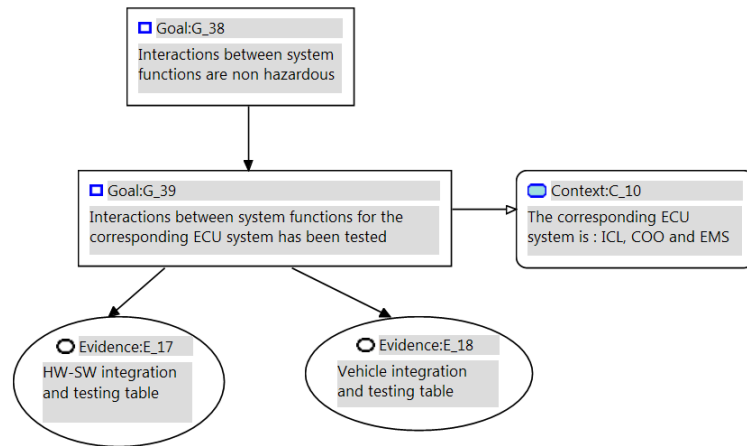 Goal:G_38
Interactions between system
functions are non hazardous
Goal:G_39
Interactions between system functions for the
corresponding ECU system has been tested
Context:C_10
The corresponding ECU
system is : ICL, COO and EMS
Evidence:E_17
HW-SW integration
and testing table
Evidence:E_18
Vehicle integration
and testing table